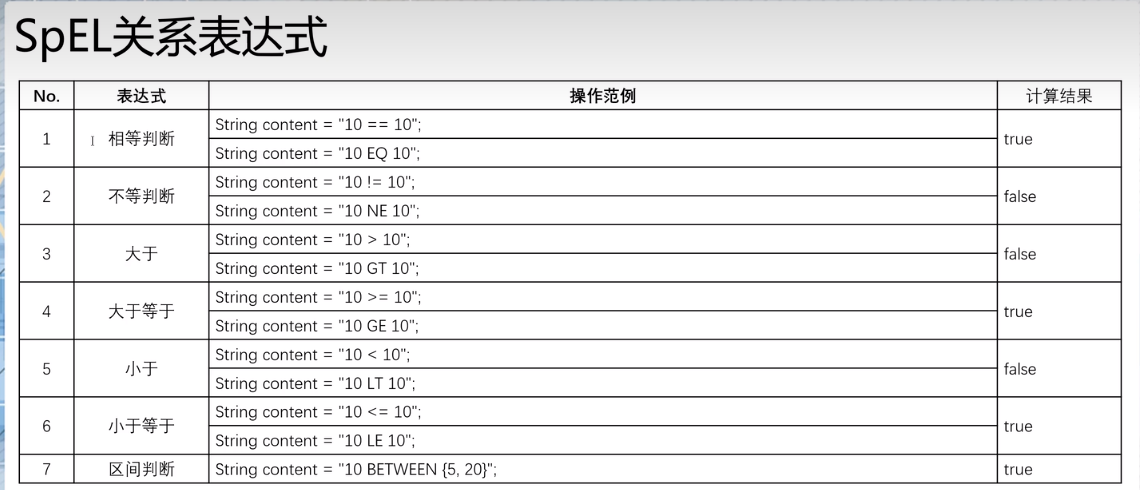 SpEL关系表达式
No. 表达式 操作范例 计算结果
1 相等判断 String content = "10 == 10"; true
String content = "10 EQ 10";
2 不等判断 String content = "10 != 10"; false
String content = "10 NE 10";
3 大于 String content = "10 > 10"; false
String content = "10 GT 10";
4 大于等于 String content = "10 >= 10"; true
String content = "10 GE 10";
5 小于 String content = "10 < 10"; false
String content = "10 LT 10";
6 小于等于 String content = "10 <= 10"; true
String content = "10 LE 10";
7 区间判断 String content = "10 BETWEEN {5, 20}"; true